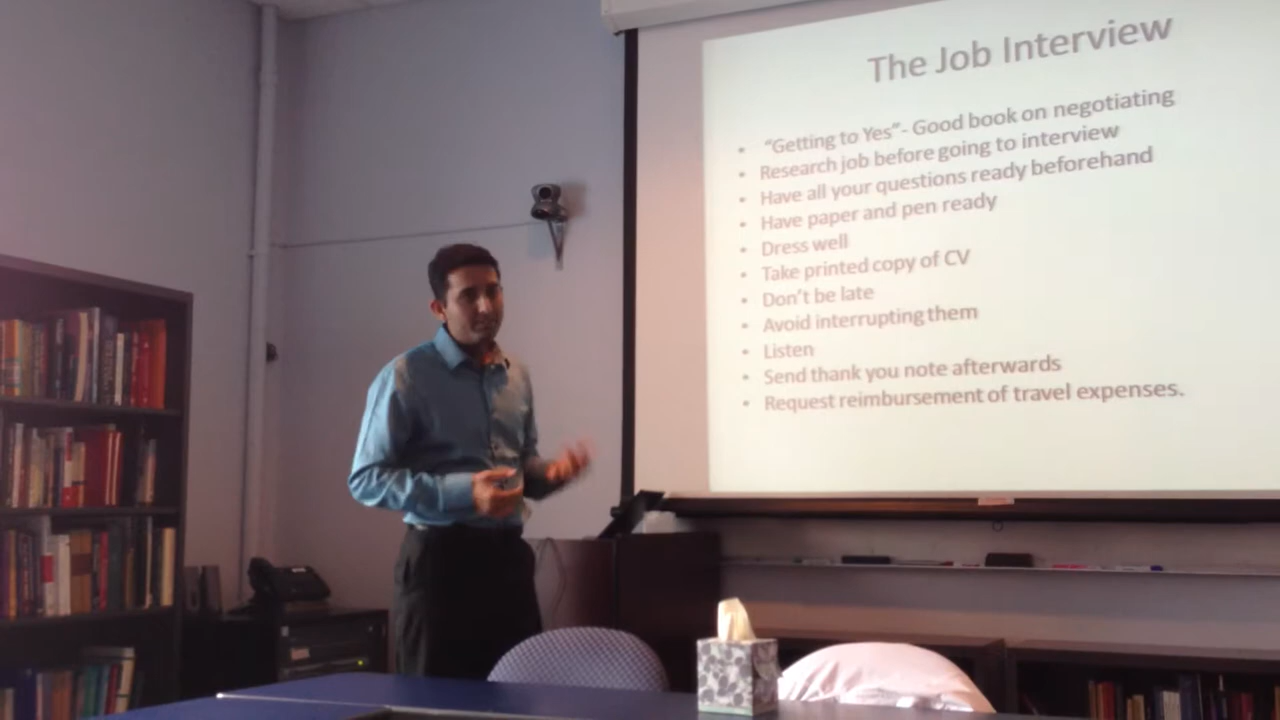 The Job Interview
• "Getting to Yes"- Good book on negotiating
• Research job before going to interview
• Have all your questions ready beforehand
• Have paper and pen ready
• Dress well
• Take printed copy of CV
• Don't be late
• Avoid interrupting them
• Listen
• Send thank you note afterwards
• Request reimbursement of travel expenses.